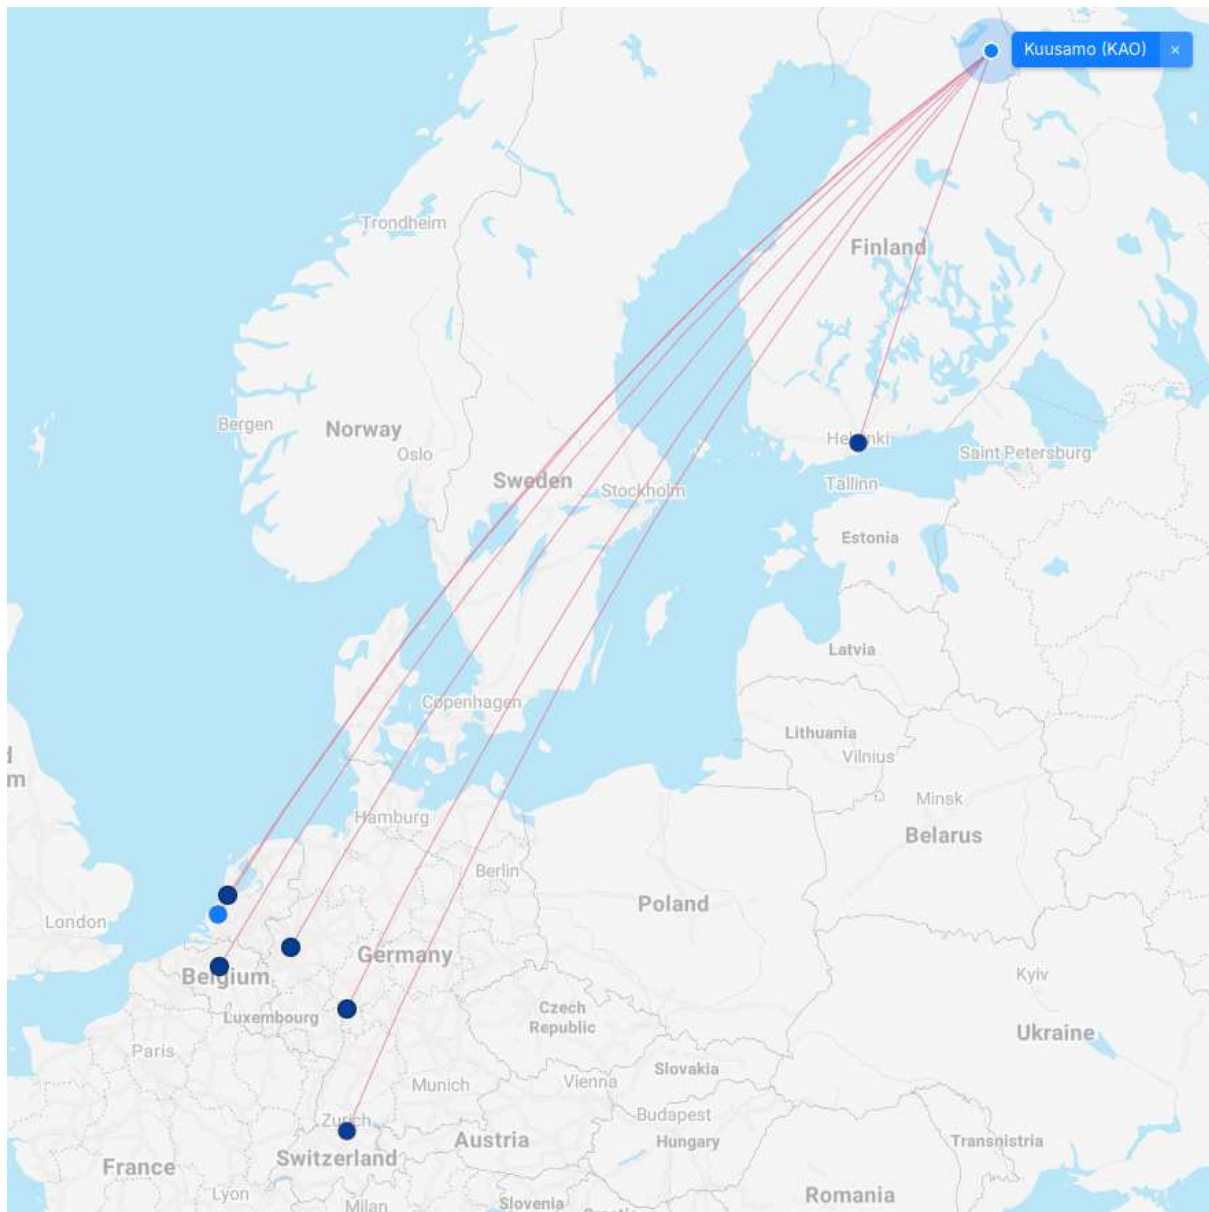 Kuusamo (KAO) ×
Trondheim
Finland
Bergen
Norway
Helsinki
Oslo
Saint Petersburg
Sweden
Stockholm
Tallinn
Estonia
Latvia
Copenhagen
Lithuania
d
m
Vilnius
Minsk
Hamburg
Belarus
Berlin
Poland
London
Germany
Belgium
Kyiv
Czech
Republic
Luxembourg
Ukraine
Paris
Slovakia
Vienna
Munich
Budapest
Zurich
Austria
Hungary
Transnistria
Switzerland
France
Lyon
Romania
Slovenia
Milan